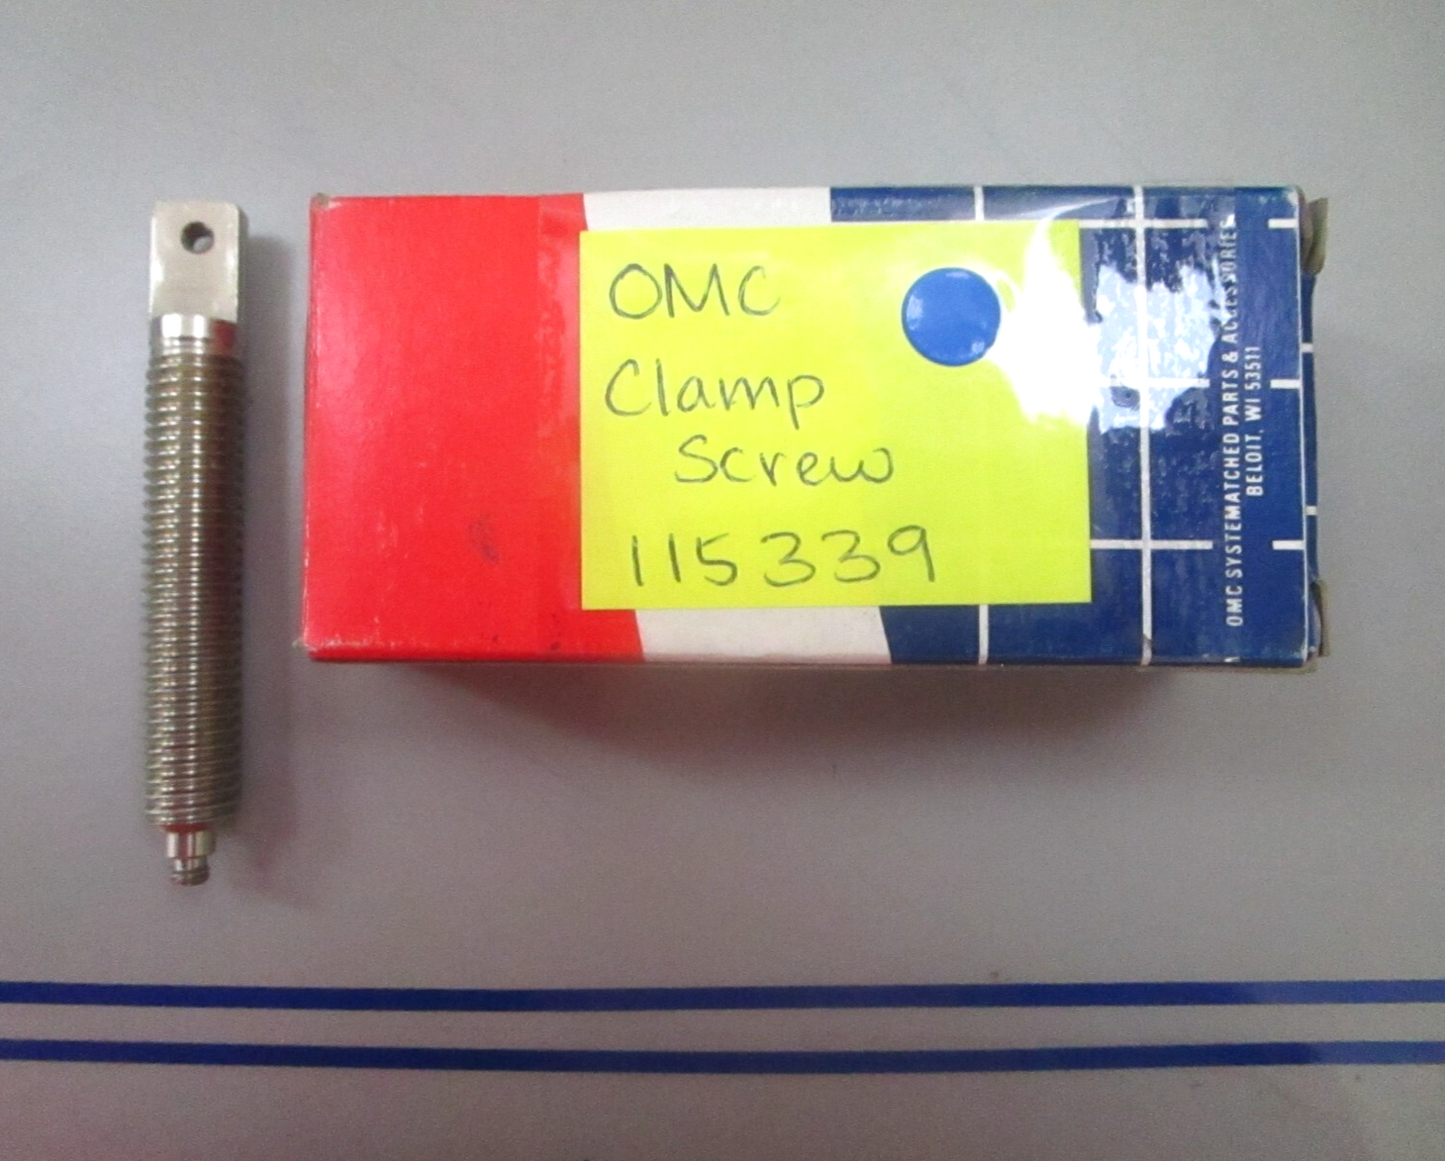 OMC
Clamp
Screw
115339
OMC SYSTEMATCHED PARTS & ACCESSORIES
BELOIT, WI 53511